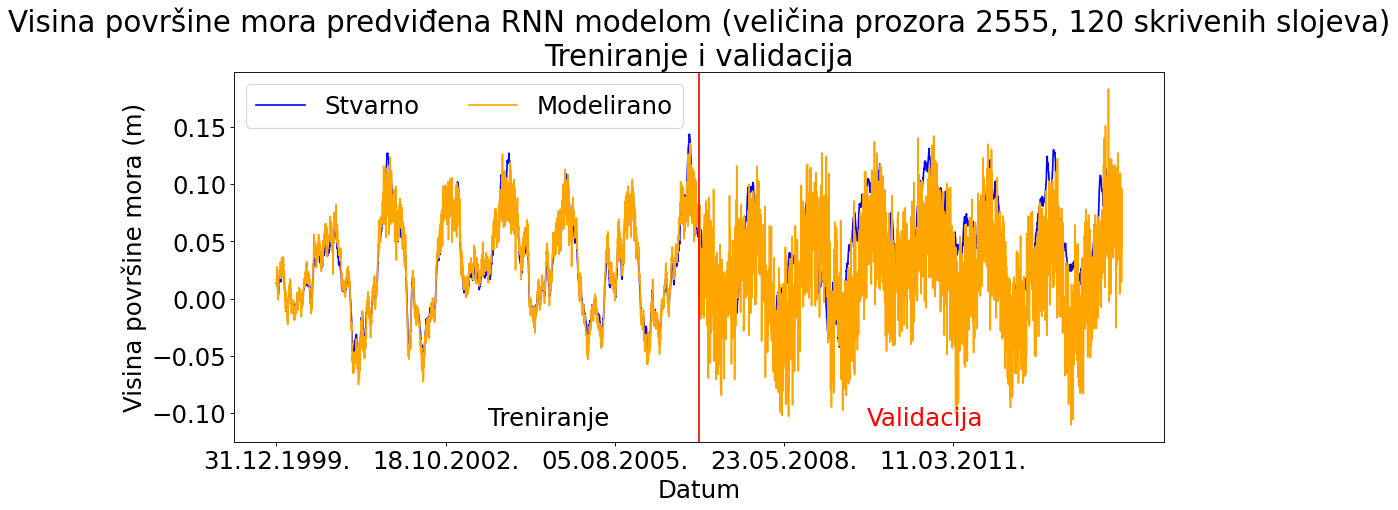 Visina površine mora predviđena RNN modelom (veličina prozora 2555, 120 skrivenih slojeva)
Treniranje i validacija
Stvarno
Modelirano
Visina površine mora (m)
0.15
0.10
0.05
0.00
−0.05
−0.10
Treniranje
Validacija
31.12.1999.
18.10.2002.
05.08.2005.
23.05.2008.
11.03.2011.
Datum